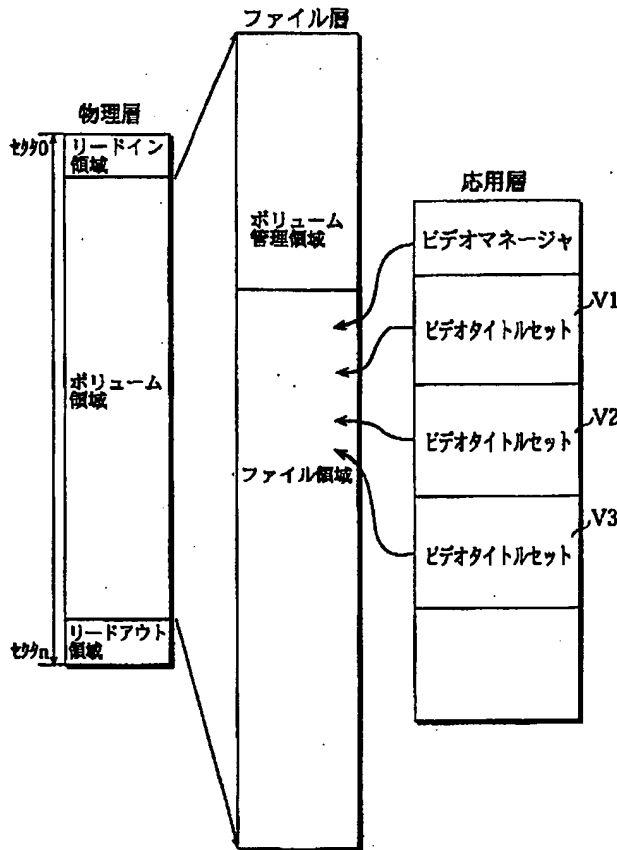 ファイル層
物理層
セクタ0
リードイン
領域
ボリューム
領域
リードアウト
領域
セクタn
ボリューム
管理領域
ファイル領域
応用層
ビデオマネージャ
V1
ビデオタイトルセット
V2
ビデオタイトルセット
V3
ビデオタイトルセット